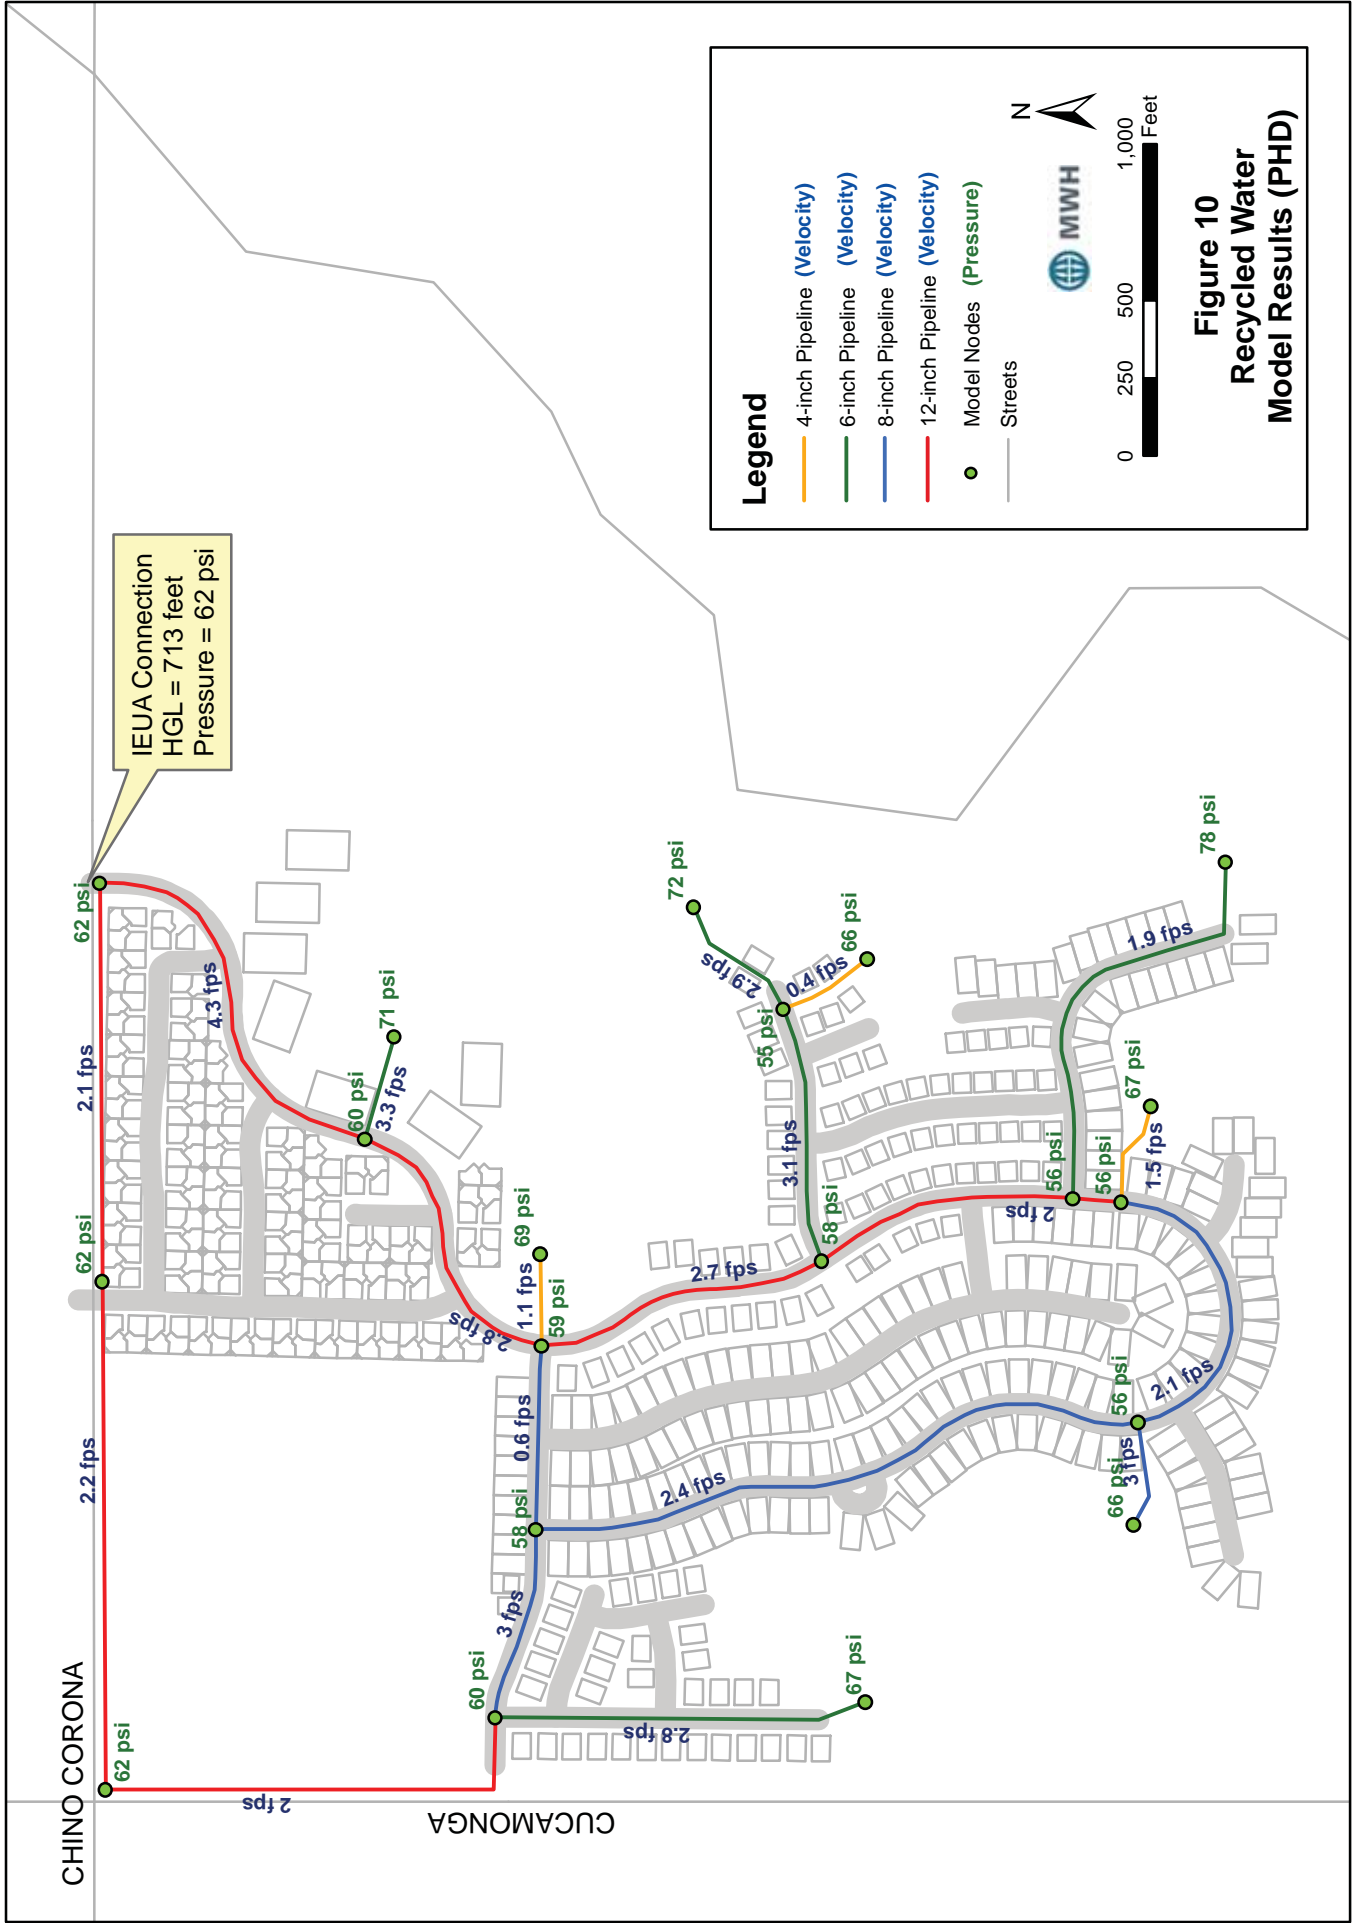 CHINO CORONA
CUCAMONGA
IEUA Connection
HGL = 713 feet
Pressure = 62 psi
62 psi
2 fps
2.2 fps
62 psi
2.1 fps
62 psi
4.3 fps
60 psi
3.3 fps
71 psi
2.8 fps
69 psi
1.1 fps
59 psi
0.6 fps
58 psi
3 fps
60 psi
2.8 fps
67 psi
2.4 fps
2.7 fps
58 psi
3.1 fps
55 psi
2.9 fps
72 psi
0.4 fps
66 psi
2 fps
56 psi
56 psi
1.5 fps
67 psi
1.9 fps
78 psi
2.1 fps
56 psi
3 fps
66 psi
Legend
4-inch Pipeline (Velocity)
6-inch Pipeline (Velocity)
8-inch Pipeline (Velocity)
12-inch Pipeline (Velocity)
Model Nodes (Pressure)
Streets
N
MWH
0 250 500 1,000
Feet
Figure 10
Recycled Water
Model Results (PHD)